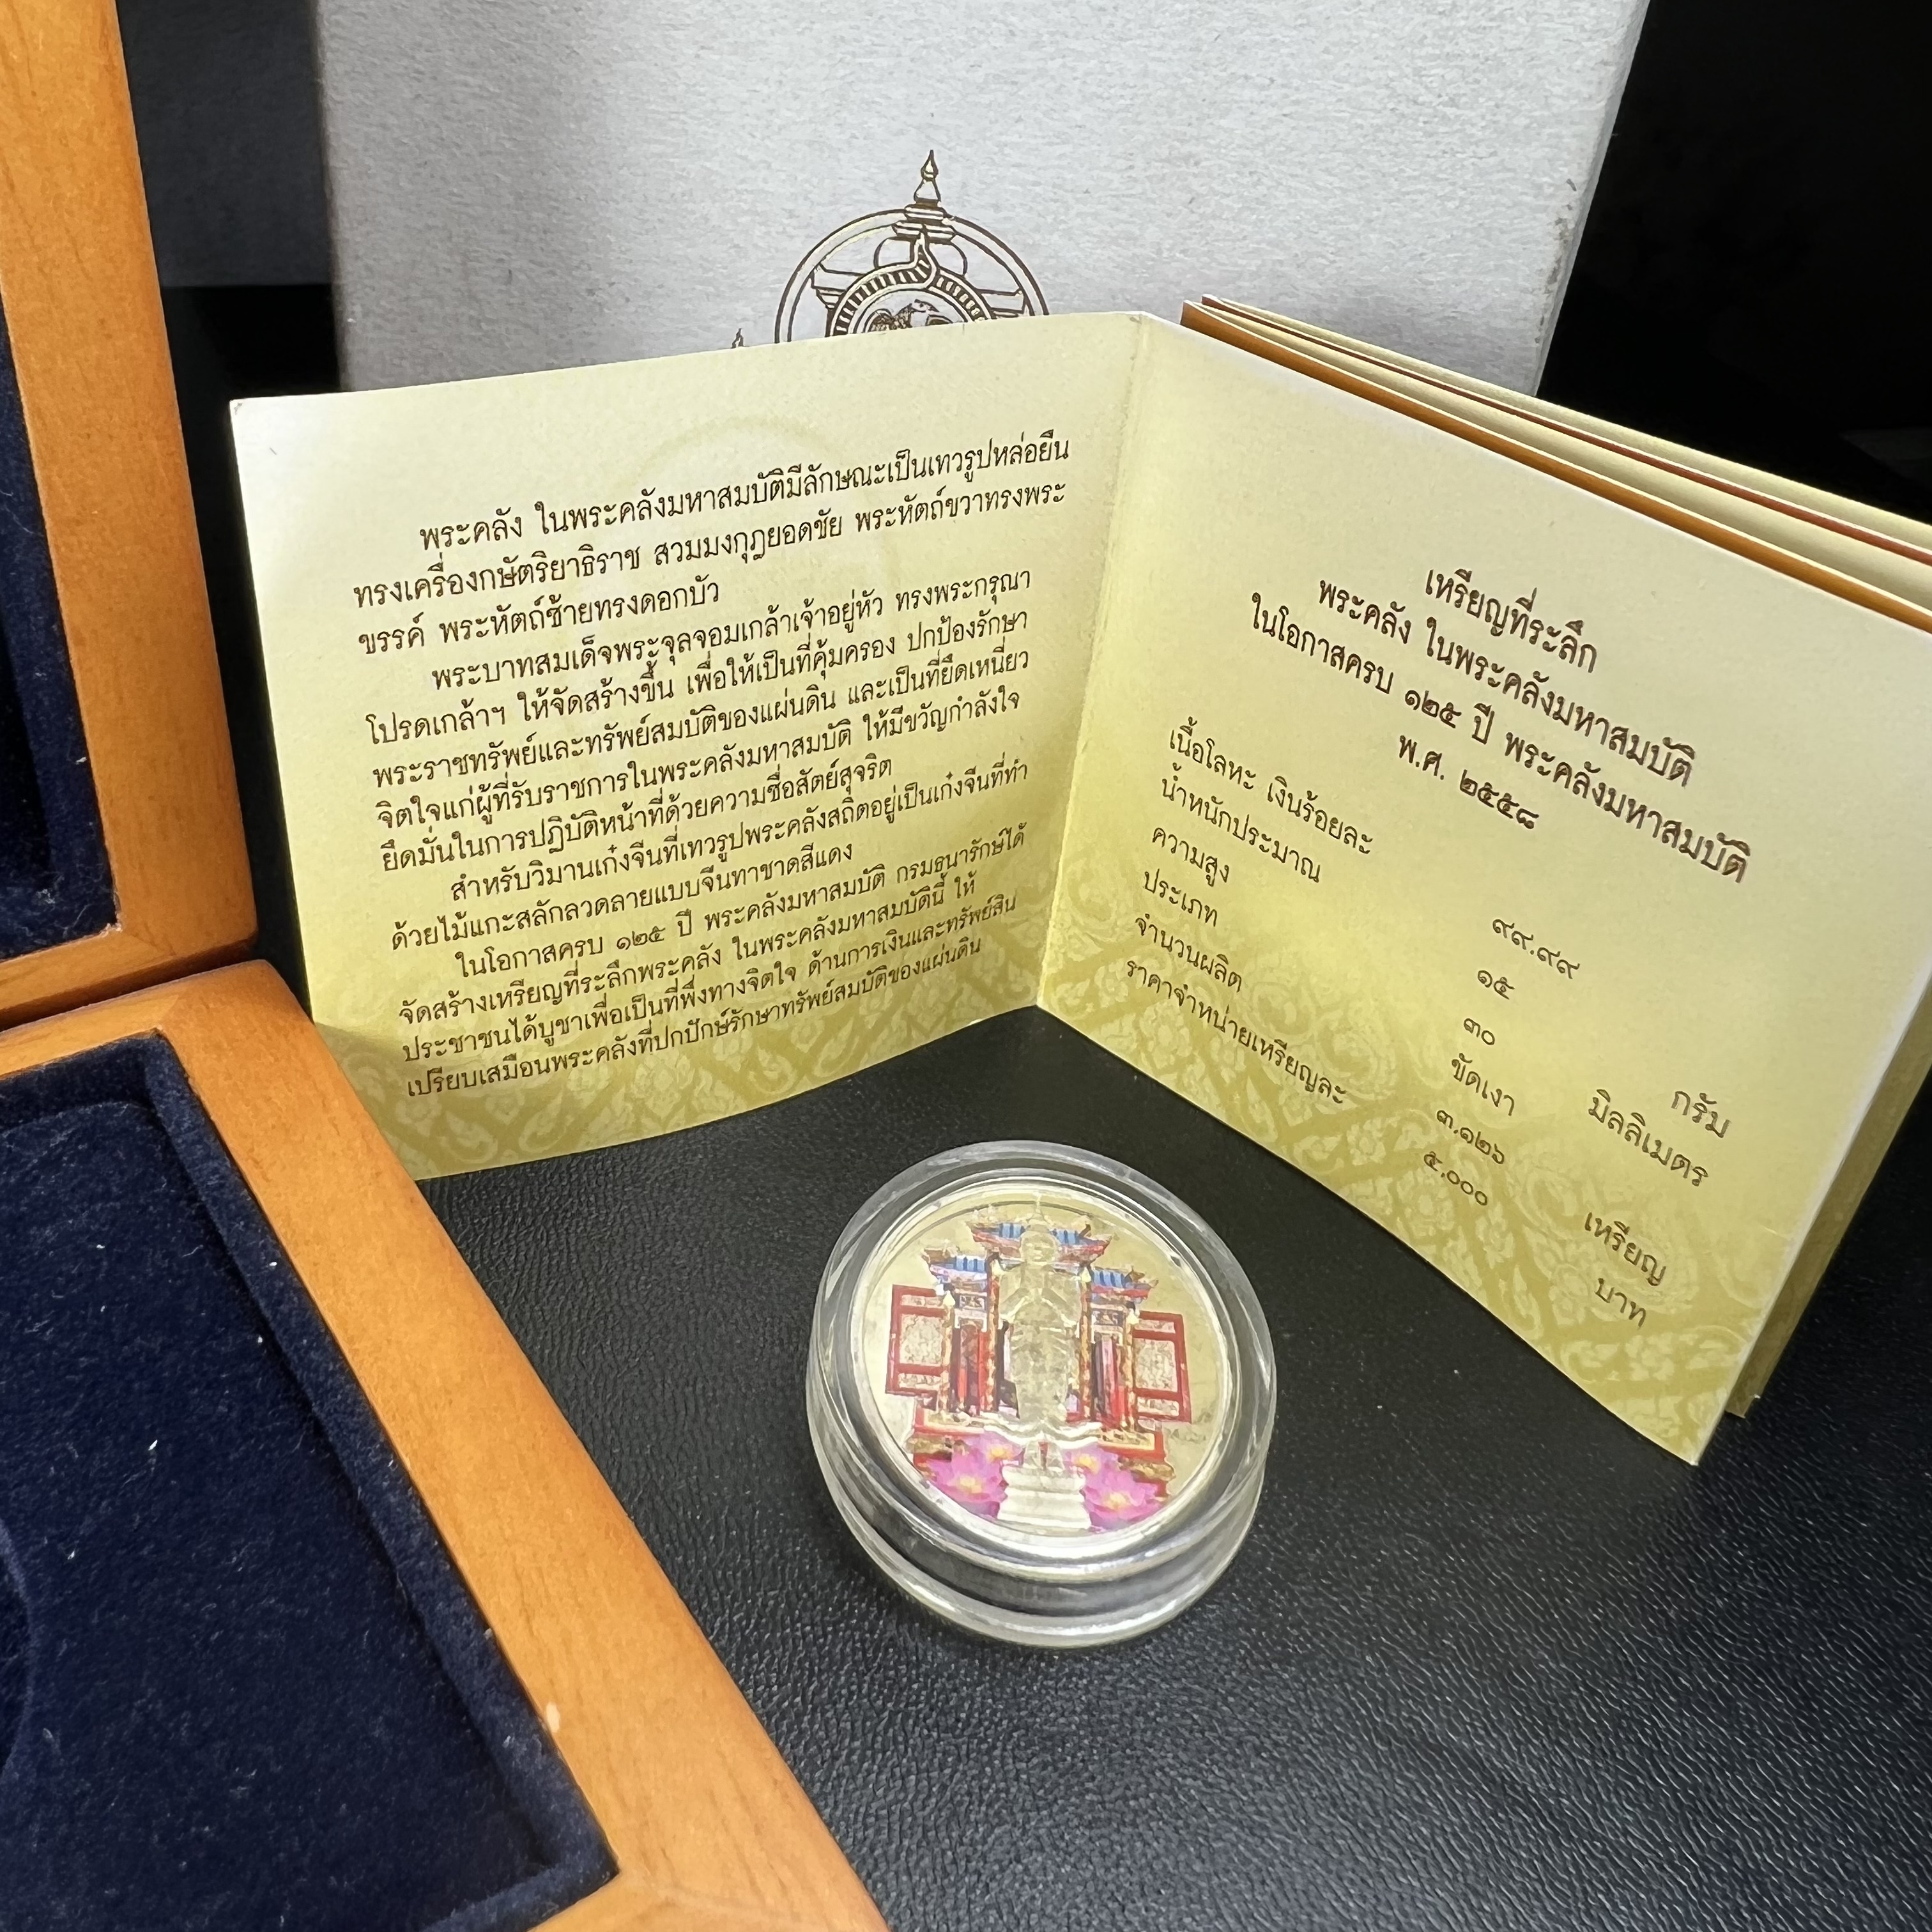 พระคลัง ในพระคลังมหาสมบัติมีลักษณะเป็นเทวรูปหล่อยืน
ทรงเครื่องกษัตริยาธิราช สวมมงกุฎยอดชัย พระหัตถ์ขวาทรงพระ
ขรรค์ พระหัตถ์ซ้ายทรงดอกบัว
พระบาทสมเด็จพระจุลจอมเกล้าเจ้าอยู่หัว ทรงพระกรุณา
โปรดเกล้าฯ ให้จัดสร้างขึ้น เพื่อให้เป็นที่คุ้มครอง ปกป้องรักษา
พระราชทรัพย์และทรัพย์สมบัติของแผ่นดิน และเป็นที่ยึดเหนี่ยว
จิตใจแก่ผู้ที่รับราชการในพระคลังมหาสมบัติ ให้มีขวัญกำลังใจ
ยึดมั่นในการปฏิบัติหน้าที่ด้วยความซื่อสัตย์สุจริต
สำหรับวิมานเก๋งจีนที่เทวรูปพระคลังสถิตอยู่เป็นเก๋งจีนที่ทำ
ด้วยไม้แกะสลักลวดลายแบบจีนทาชาดสีแดง
ในโอกาสครบ ๑๒๕ ปี พระคลังมหาสมบัติ กรมธนารักษ์ได้
จัดสร้างเหรียญที่ระลึกพระคลัง ในพระคลังมหาสมบัตินี้ ให้
ประชาชนได้บูชาเพื่อเป็นที่พึ่งทางจิตใจ ด้านการเงินและทรัพย์สิน
เปรียบเสมือนพระคลังที่ปกปักษ์รักษาทรัพย์สมบัติของแผ่นดิน
เหรียญที่ระลึก
พระคลัง ในพระคลังมหาสมบัติ
ในโอกาสครบ ๑๒๕ ปี พระคลังมหาสมบัติ
พ.ศ. ๒๕๕๘
เนื้อโลหะ เงินร้อยละ ๙๙.๙๙
น้ำหนักประมาณ ๑๕ กรัม
ความสูง ๓๐ มิลลิเมตร
ประเภท ขัดเงา
จำนวนผลิต ๓,๑๒๖ เหรียญ
ราคาจำหน่ายเหรียญละ ๕,๐๐๐ บาท